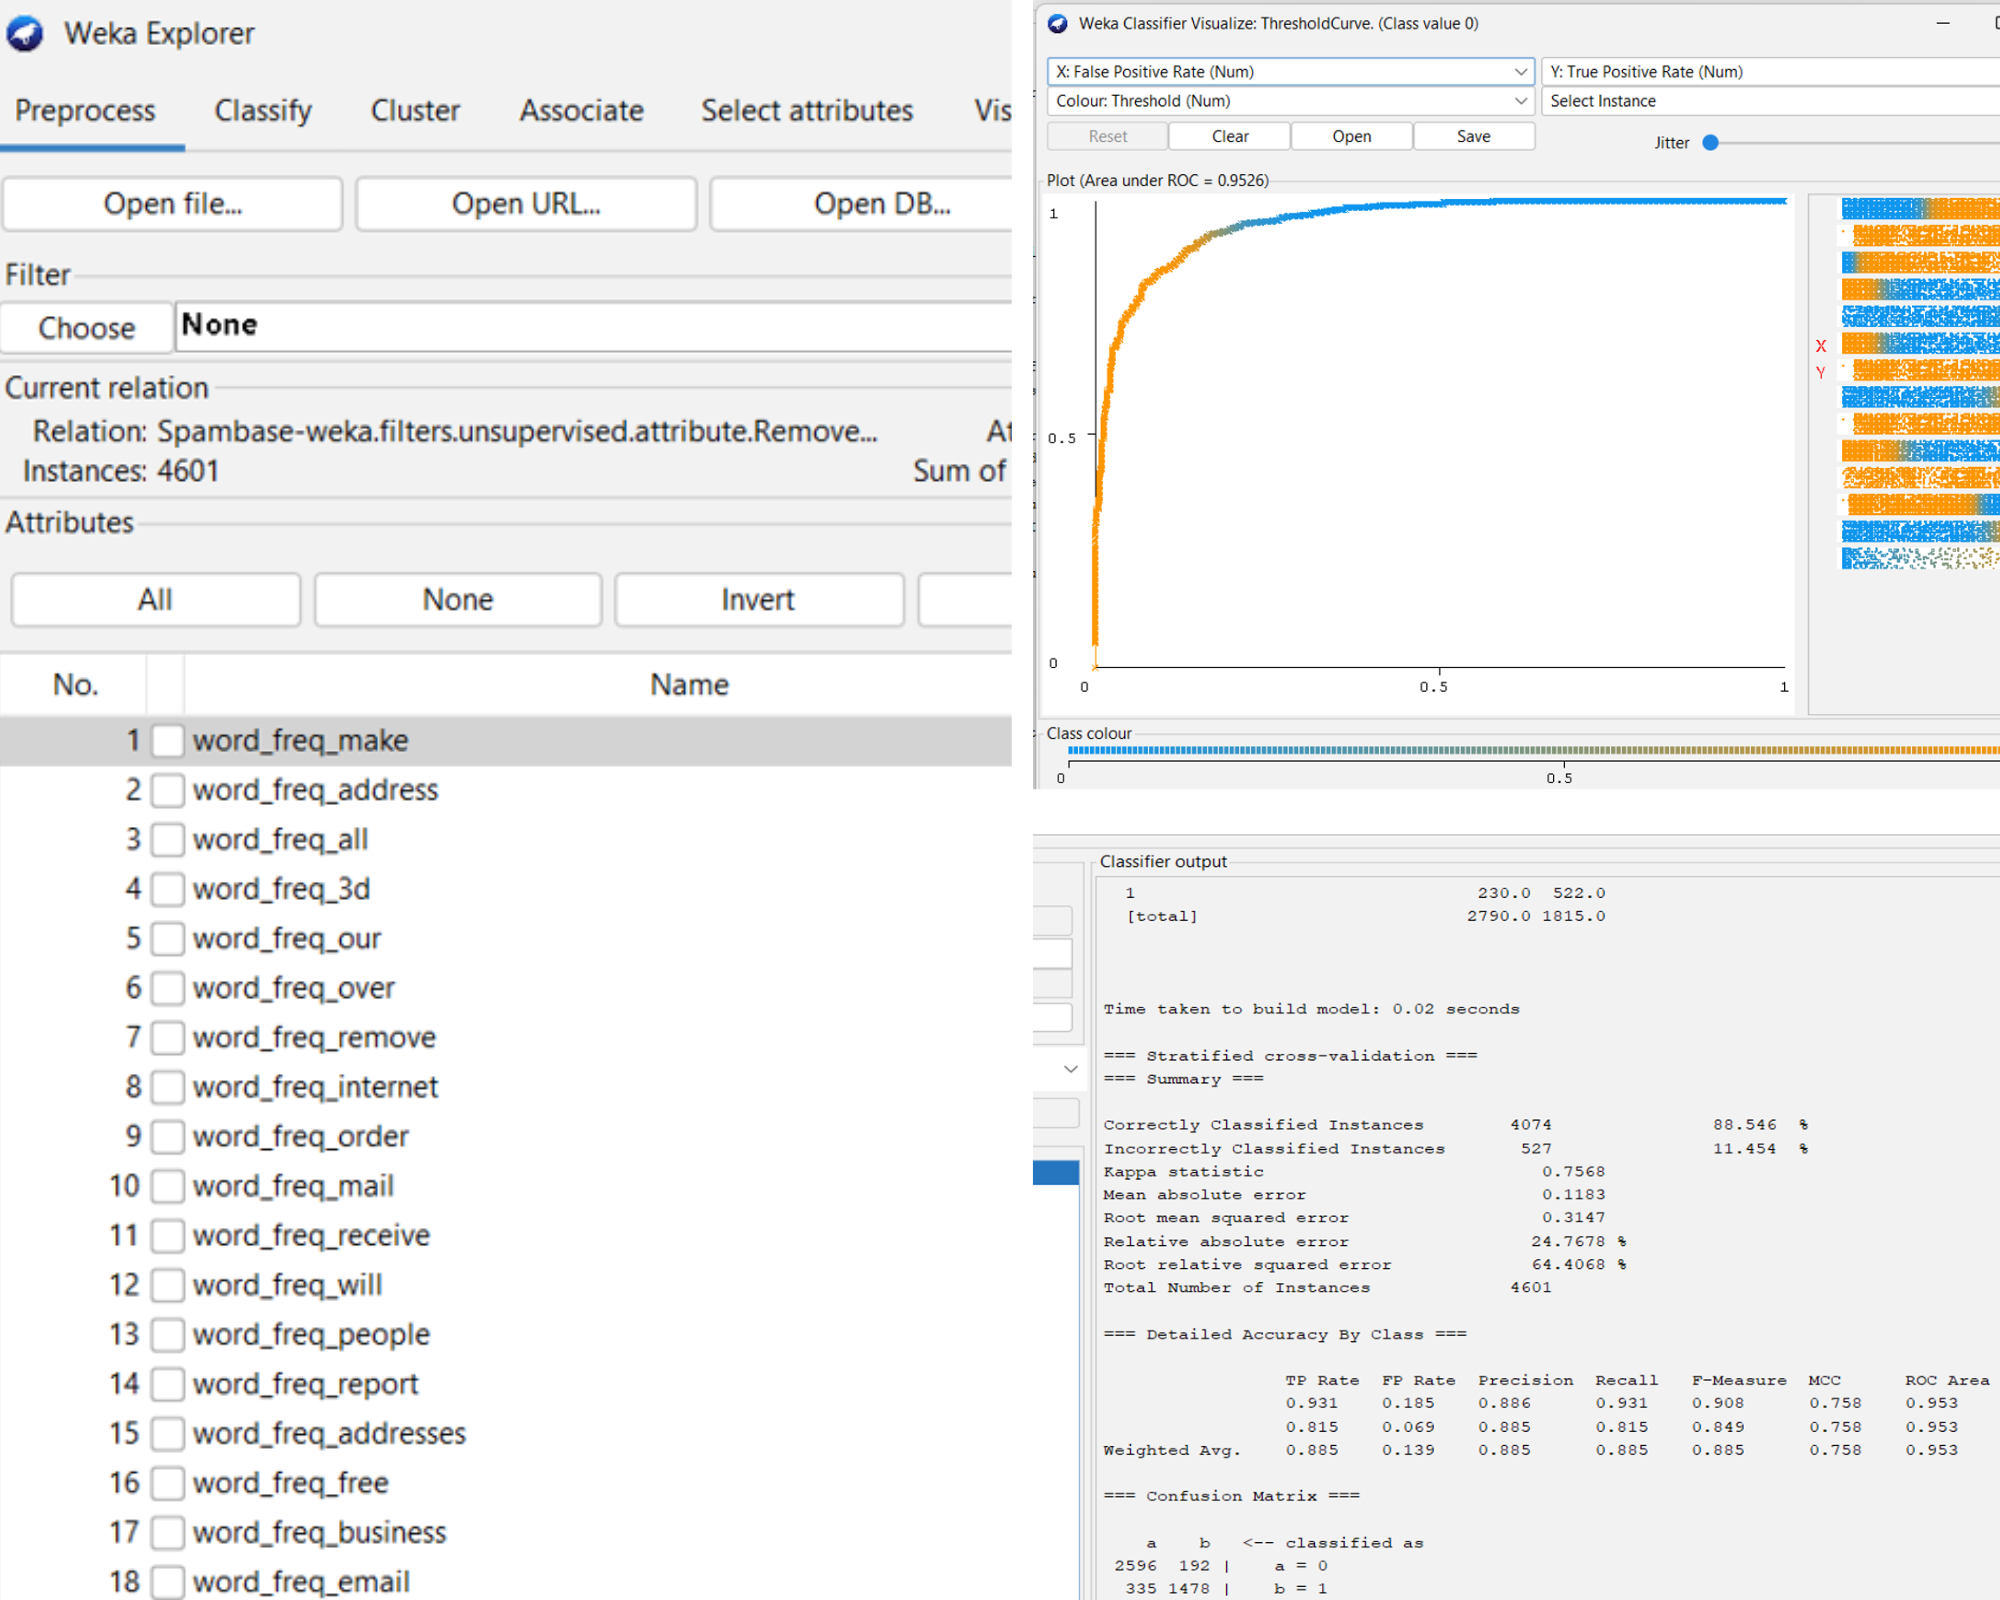 Weka Explorer
Preprocess Classify Cluster Associate Select attributes Vis
Open file... Open URL... Open DB...
Filter
Choose None
Current relation
Relation: Spambase-weka.filters.unsupervised.attribute.Remove... At
Instances: 4601 Sum of
Attributes
All None Invert
No. Name
1 word_freq_make
2 word_freq_address
3 word_freq_all
4 word_freq_3d
5 word_freq_our
6 word_freq_over
7 word_freq_remove
8 word_freq_internet
9 word_freq_order
10 word_freq_mail
11 word_freq_receive
12 word_freq_will
13 word_freq_people
14 word_freq_report
15 word_freq_addresses
16 word_freq_free
17 word_freq_business
18 word_freq_email
Weka Classifier Visualize: ThresholdCurve. (Class value 0)
X: False Positive Rate (Num) Y: True Positive Rate (Num)
Colour: Threshold (Num) Select Instance
Reset Clear Open Save Jitter
Plot (Area under ROC = 0.9526)
1
X
Y
0.5
0
0 0.5 1
Class colour
0 0.5
Classifier output
1 230.0 522.0
[total] 2790.0 1815.0
Time taken to build model: 0.02 seconds
=== Stratified cross-validation ===
=== Summary ===
Correctly Classified Instances 4074 88.546 %
Incorrectly Classified Instances 527 11.454 %
Kappa statistic 0.7568
Mean absolute error 0.1183
Root mean squared error 0.3147
Relative absolute error 24.7678 %
Root relative squared error 64.4068 %
Total Number of Instances 4601
=== Detailed Accuracy By Class ===
TP Rate FP Rate Precision Recall F-Measure MCC ROC Area
0.931 0.185 0.886 0.931 0.908 0.758 0.953
0.815 0.069 0.885 0.815 0.849 0.758 0.953
Weighted Avg. 0.885 0.139 0.885 0.885 0.885 0.758 0.953
=== Confusion Matrix ===
a b <-- classified as
2596 192 | a = 0
335 1478 | b = 1